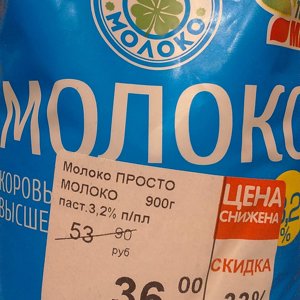 МОЛОКО
МОЛОКО
КОРОВЬ
ВЫСШЕ
Молоко ПРОСТО
МОЛОКО 900г
паст.3,2% п/пл
53 90
руб
36 00
ЦЕНА
СНИЖЕНА
СКИДКА